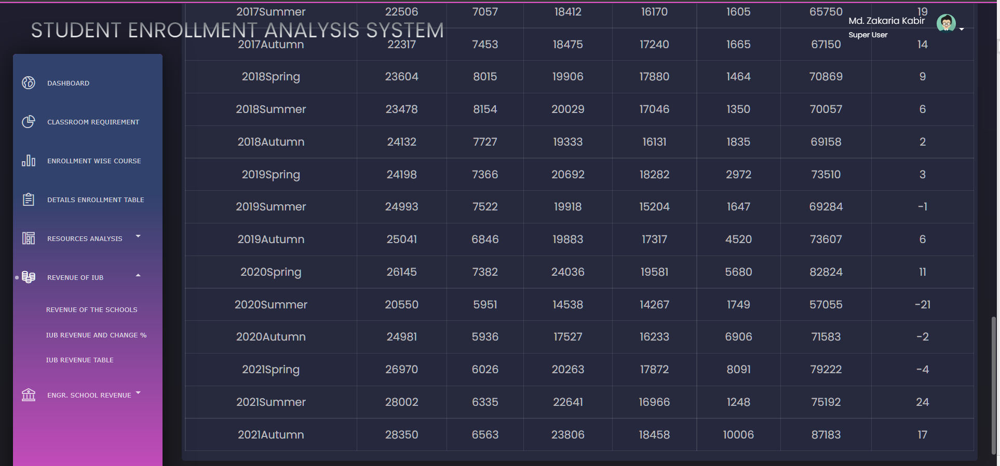 2017Summer 22506 7057 18412 16170 1605 65750 19
STUDENT ENROLLMENT ANALYSIS SYSTEM
Md. Zakaria Kabir
Super User
2017Autumn 22317 7453 18475 17240 1665 67150 14
2018Spring 23604 8015 19906 17880 1464 70869 9
2018Summer 23478 8154 20029 17046 1350 70057 6
2018Autumn 24132 7727 19333 16131 1835 69158 2
2019Spring 24198 7366 20692 18282 2972 73510 3
2019Summer 24993 7522 19918 15204 1647 69284 -1
2019Autumn 25041 6846 19883 17317 4520 73607 6
2020Spring 26145 7382 24036 19581 5680 82824 11
2020Summer 20550 5951 14538 14267 1749 57055 -21
2020Autumn 24981 5936 17527 16233 6906 71583 -2
2021Spring 26970 6026 20263 17872 8091 79222 -4
2021Summer 28002 6335 22641 16966 1248 75192 24
2021Autumn 28350 6563 23806 18458 10006 87183 17
DASHBOARD
CLASSROOM REQUIREMENT
ENROLLMENT WISE COURSE
DETAILS ENROLLMENT TABLE
RESOURCES ANALYSIS
REVENUE OF IUB
REVENUE OF THE SCHOOLS
IUB REVENUE AND CHANGE %
IUB REVENUE TABLE
ENGR. SCHOOL REVENUE